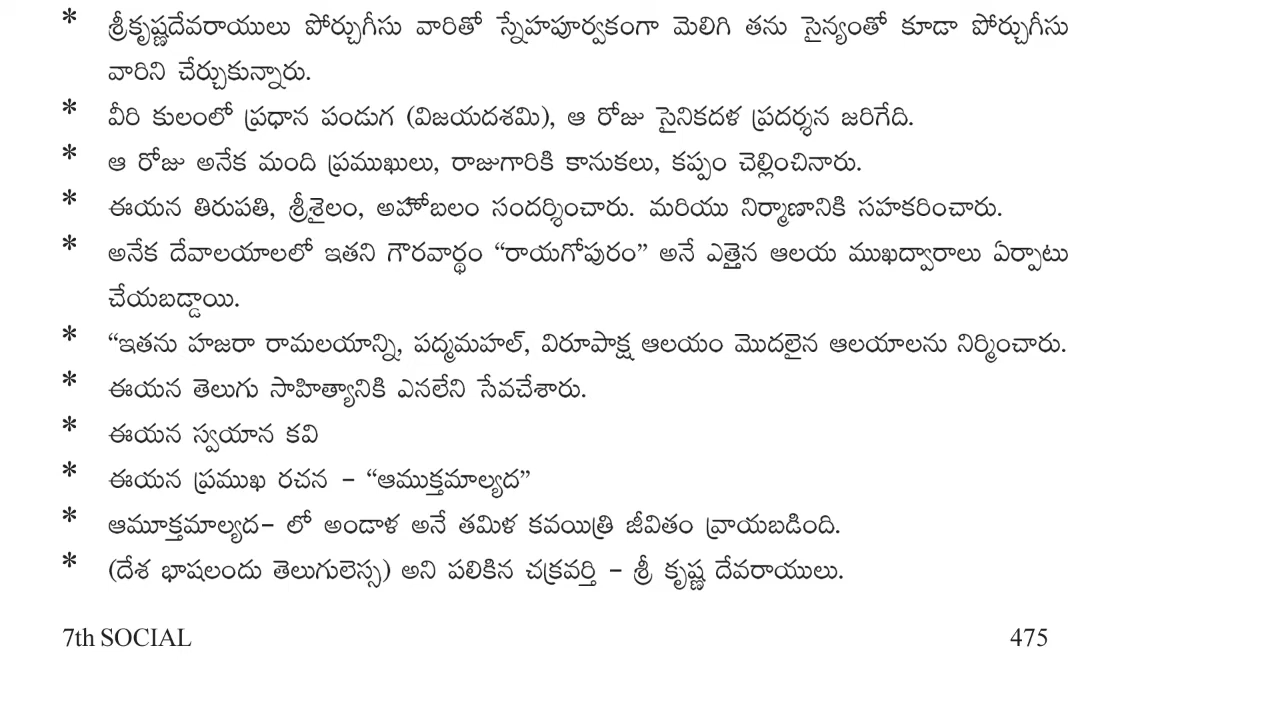 * శ్రీకృష్ణదేవరాయులు పోర్చుగీసు వారితో స్నేహపూర్వకంగా మెలిగి తను సైన్యంతో కూడా పోర్చుగీసు
వారిని చేర్చుకున్నారు.
* వీరి కులంలో ప్రధాన పండుగ (విజయదశమి), ఆ రోజు సైనికదళ ప్రదర్శన జరిగేది.
* ఆ రోజు అనేక మంది ప్రముఖులు, రాజుగారికి కానుకలు, కప్పం చెల్లించినారు.
* ఈయన తిరుపతి, శ్రీశైలం, అహోబలం సందర్శించారు. మరియు నిర్మాణానికి సహకరించారు.
* అనేక దేవాలయాలలో ఇతని గౌరవార్థం “రాయగోపురం” అనే ఎత్తైన ఆలయ ముఖద్వారాలు ఏర్పాటు
చేయబడ్డాయి.
* “ఇతను హజరా రామలయాన్ని, పద్మమహల్, విరూపాక్ష ఆలయం మొదలైన ఆలయాలను నిర్మించారు.
* ఈయన తెలుగు సాహిత్యానికి ఎనలేని సేవచేశారు.
* ఈయన స్వయాన కవి
* ఈయన ప్రముఖ రచన - “ఆముక్తమాల్యద”
* ఆమూక్తమాల్యద- లో అండాళ అనే తమిళ కవయిత్రి జీవితం వ్రాయబడింది.
* (దేశ భాషలందు తెలుగులెస్స) అని పలికిన చక్రవర్తి - శ్రీ కృష్ణ దేవరాయులు.
7th SOCIAL 475